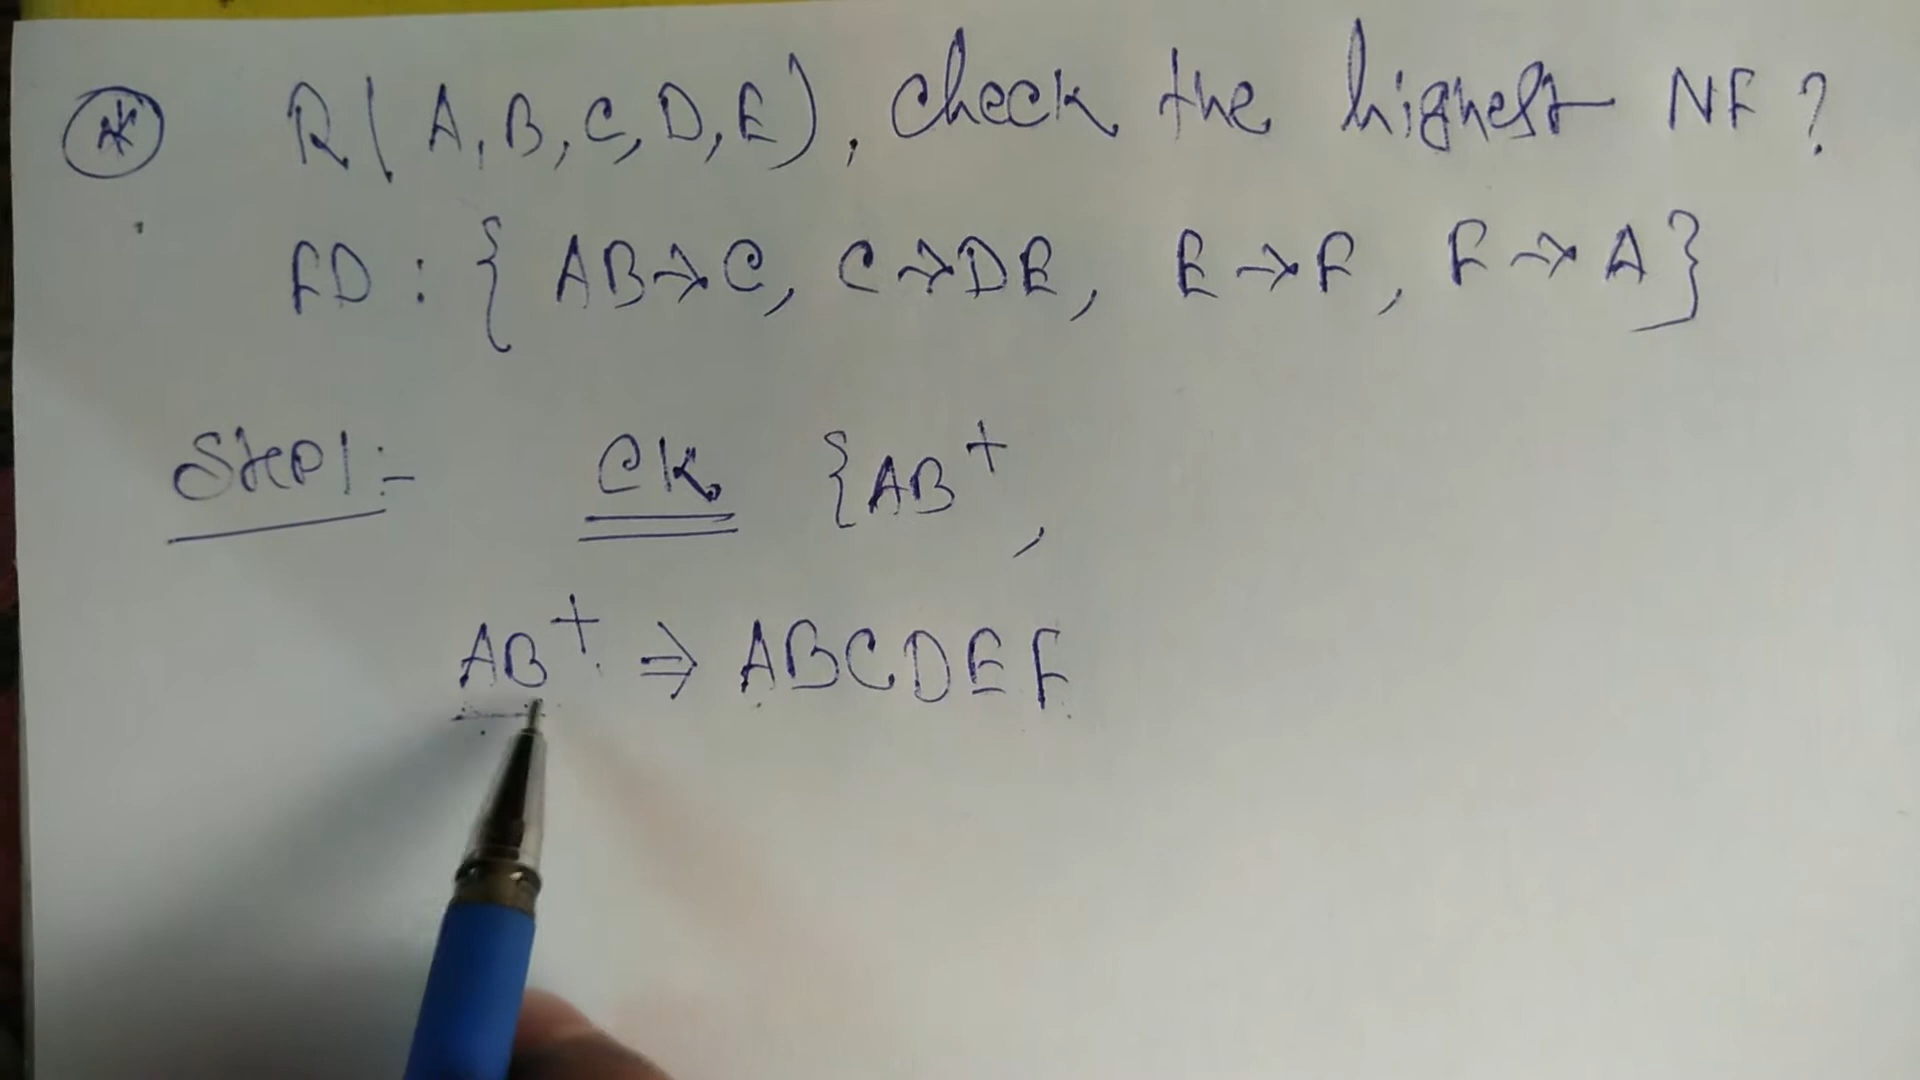 * R(A,B,C,D,E), check the highest NF?
FD : { AB→C, C→DE, E→F, F→A}
Step1:- CK {AB⁺,
AB⁺ ⇒ ABCDEF